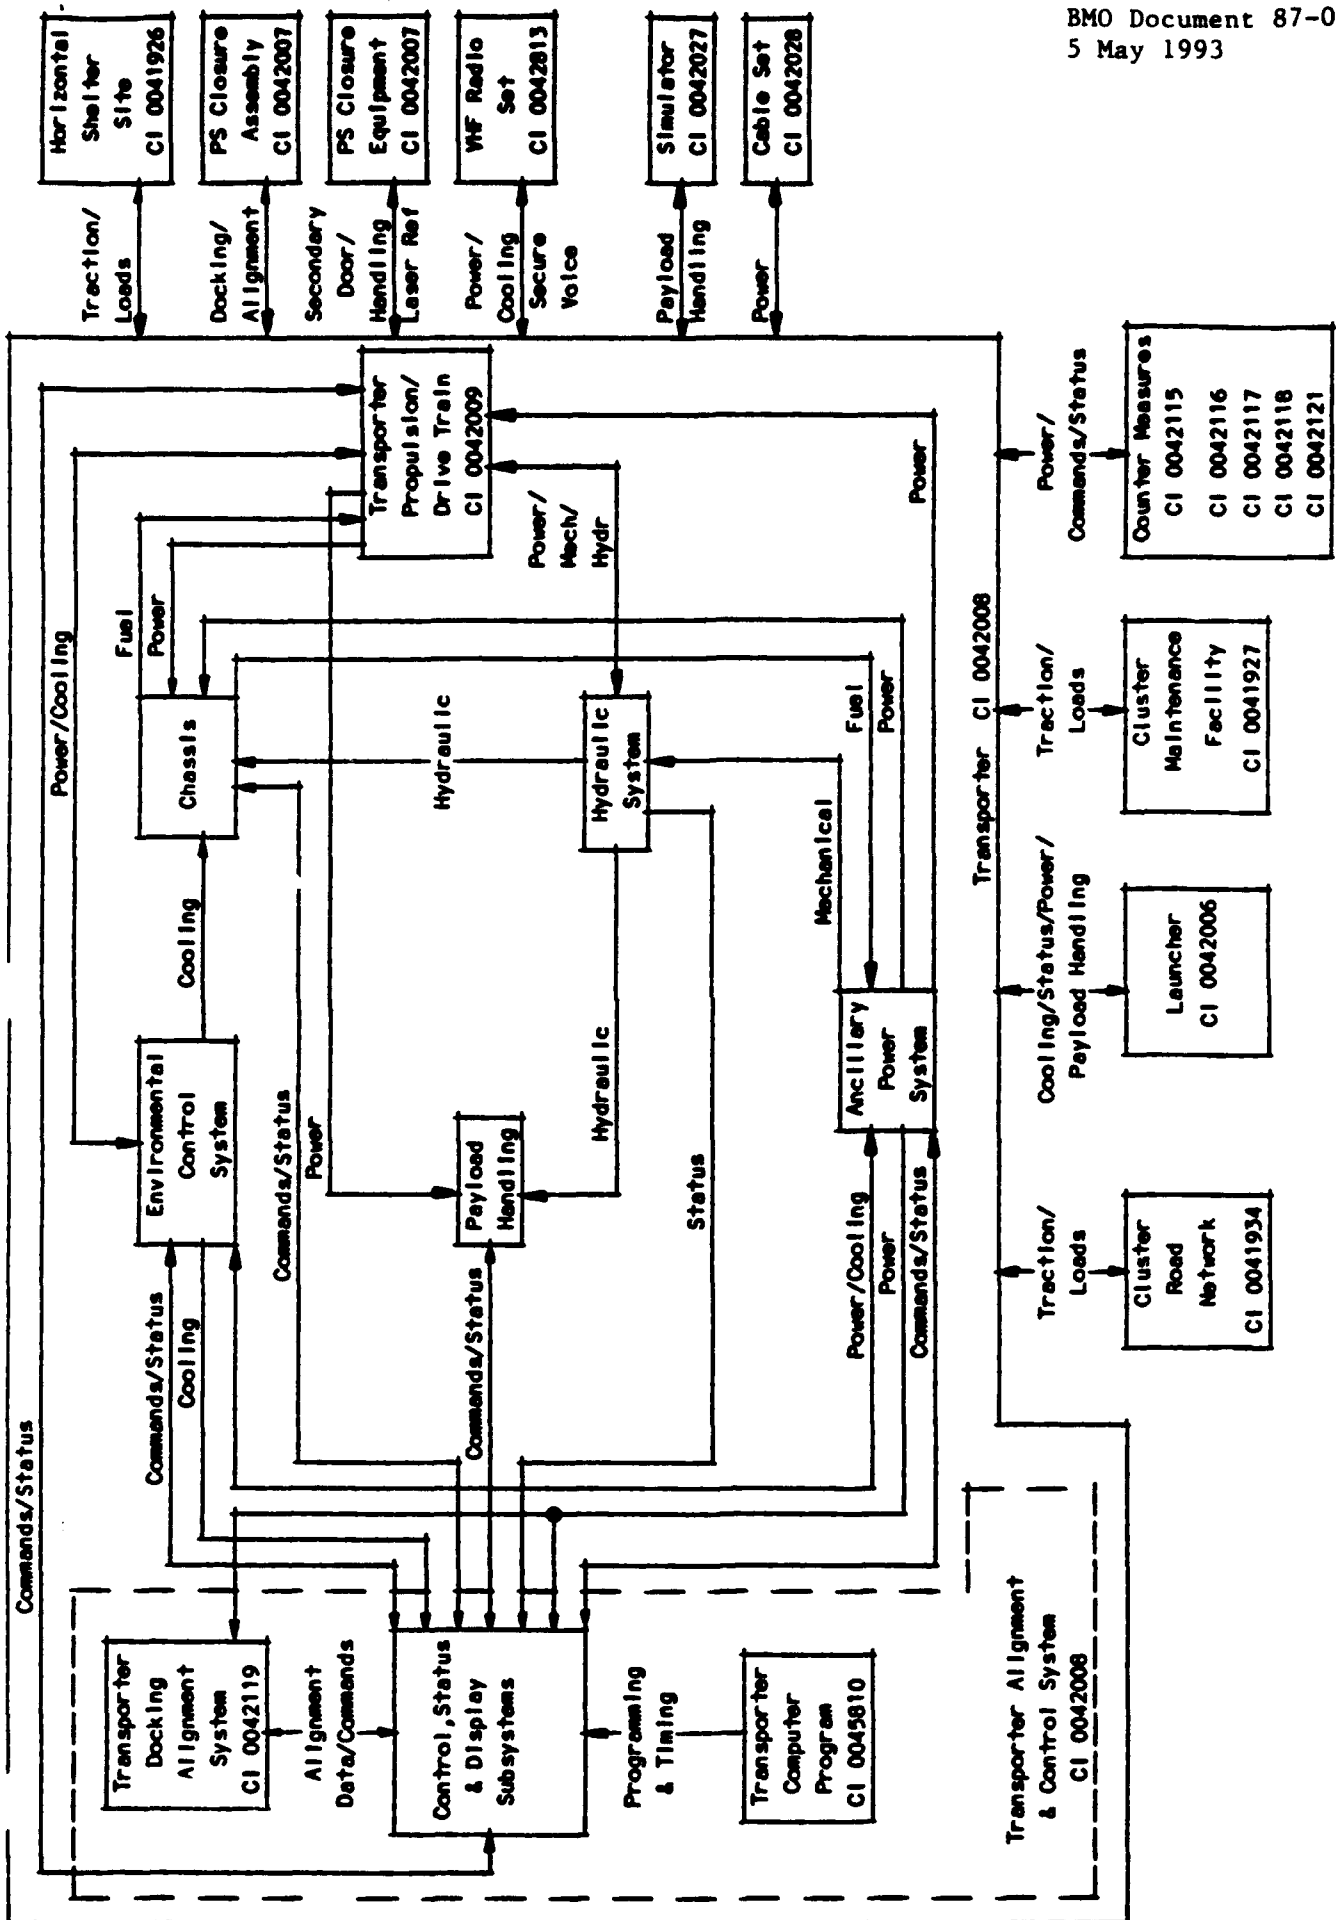 BMO Document 87-0
5 May 1993
Commands/Status
Power/Cooling
Horizontal
Shelter
Site
CI 0041926
Traction/
Loads
PS Closure
Assembly
CI 0042007
Docking/
Alignment
PS Closure
Equipment
CI 0042007
Secondary
Door/
Handling
Laser Ref
VHF Radio
Set
CI 0042813
Power/
Cooling
Secure
Voice
Simulator
CI 0042027
Payload
Handling
Cable Set
CI 0042028
Power
Transporter
Docking
Alignment
System
CI 0042119
Alignment
Data/Commands
Control,Status
& Display
Subsystems
Programming
& Timing
Transporter
Computer
Program
CI 0045810
Transporter Alignment
& Control System
CI 0042008
Commands/Status
Cooling
Environmental
Control
System
Cooling
Chassis
Fuel
Power
Transporter
Propulsion/
Drive Train
CI 0042009
Commands/Status
Power
Commands/Status
Payload
Handling
Hydraulic
Hydraulic
Hydraulic
System
Power/
Mech/
Hydr
Status
Mechanical
Fuel
Power
Power/Cooling
Power
Commands/Status
Ancillary
Power
System
Power
Transporter CI 0042008
Traction/
Loads
Cluster
Road
Network
CI 0041934
Cooling/Status/Power/
Payload Handling
Launcher
CI 0042006
Traction/
Loads
Cluster
Maintenance
Facility
CI 0041927
Power/
Commands/Status
Counter Measures
CI 0042115
CI 0042116
CI 0042117
CI 0042118
CI 0042121